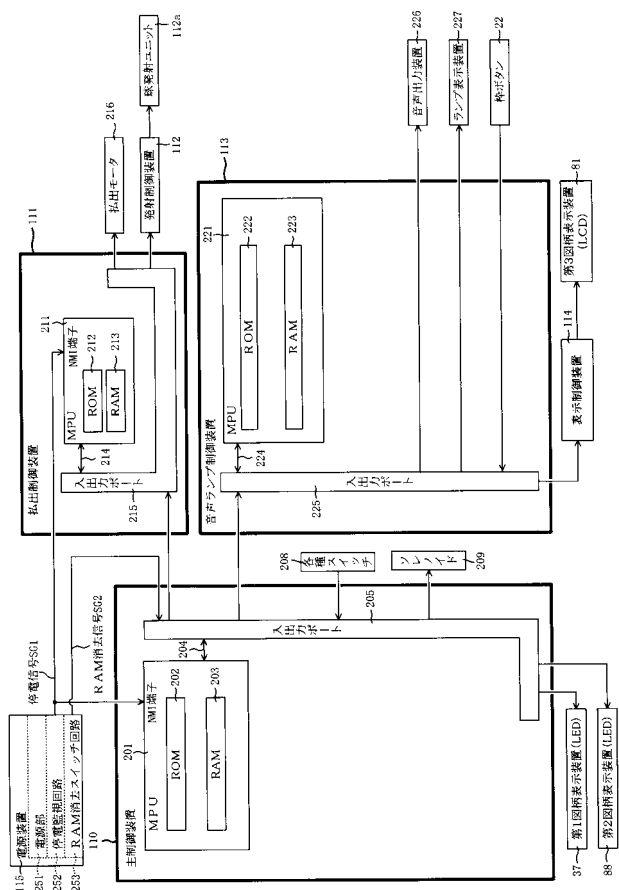 115
電源装置
251
電源部
252
停電監視回路
253
RAM消去スイッチ回路
停電信号SG1
RAM消去信号SG2
110
主制御装置
201
MPU
NMI端子
ROM
202
RAM
203
204
205
入出力ポート
208
各種スイッチ
ソレノイド
209
37
第1図柄表示装置(LED)
88
第2図柄表示装置(LED)
111
払出制御装置
211
MPU
NMI端子
ROM
212
RAM
213
214
入出力ポート
215
払出モータ
216
発射制御装置
112
球発射ユニット
112a
113
音声ランプ制御装置
221
MPU
ROM
222
RAM
223
224
入出力ポート
225
音声出力装置
226
ランプ表示装置
227
枠ボタン
22
表示制御装置
114
第3図柄表示装置
(LCD)
81